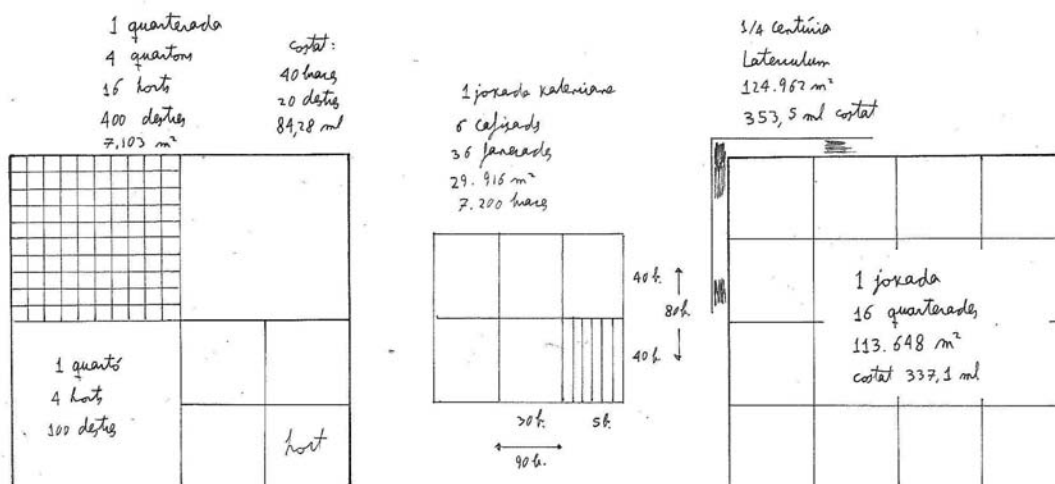 1 quarterada
4 quartons
16 horts
400 destres
7,103 m²
costat:
40 braces
20 destres
84,28 ml
1 quartó
4 horts
100 destres
hort
1 jovada valenciana
6 cafisads
36 fanecades
29.916 m²
7.200 braces
40 b.
80 b.
40 b.
30 b.
5 b.
90 b.
1/4 centúria
Laterculum
124.962 m²
353,5 ml costat
1 jovada
16 quarterades
113.648 m²
costat 337,1 ml